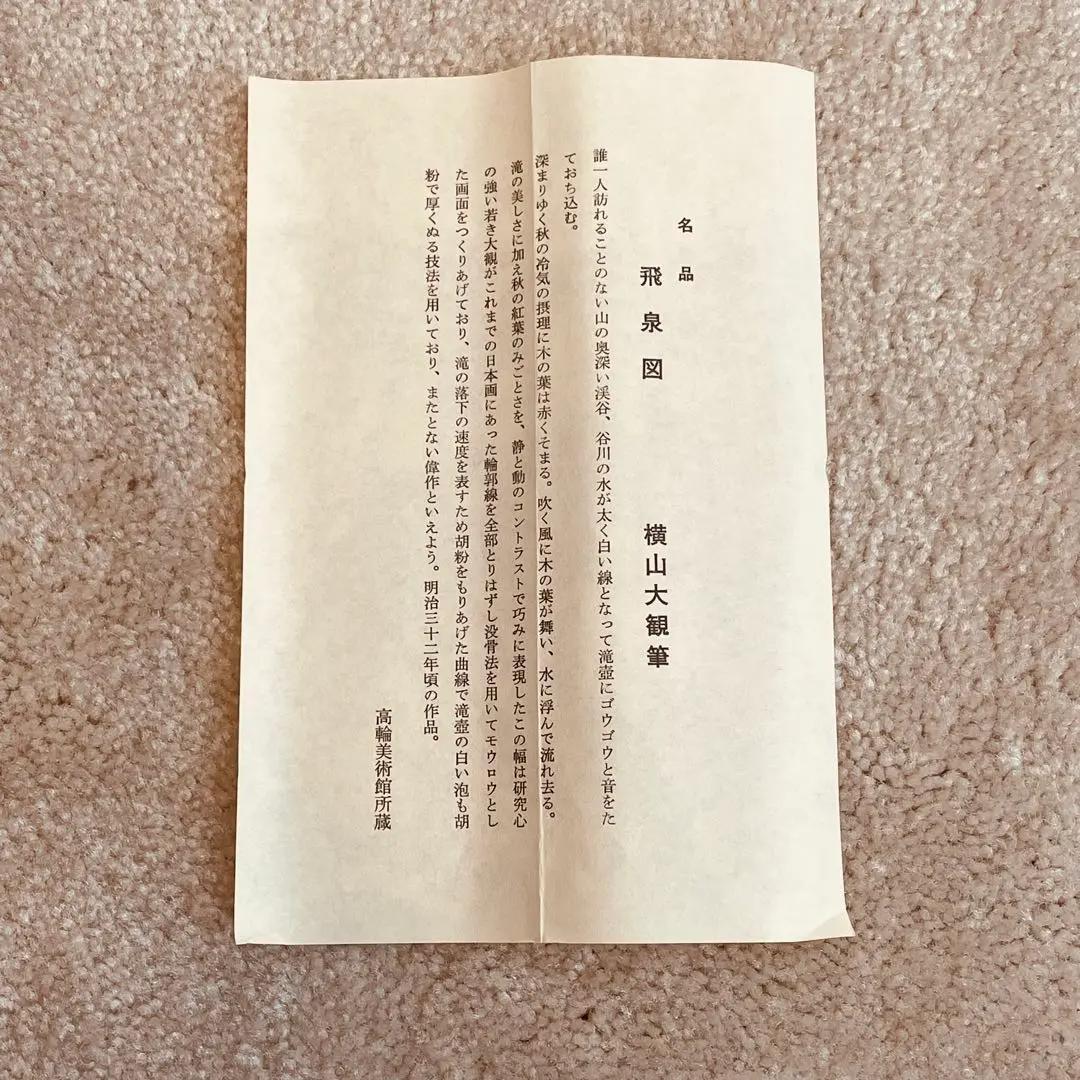 名品
飛泉図 横山大観筆
誰一人訪れることのない山の奥深い渓谷、谷川の水が太く白い線となって滝壺にゴウゴウと音をた
ておち込む。
深まりゆく秋の冷気の摂理に木の葉は赤くそまる。吹く風に木の葉が舞い、水に浮んで流れ去る。
滝の美しさに加え秋の紅葉のみごとさを、静と動のコントラストで巧みに表現したこの幅は研究心
の強い若き大観がこれまでの日本画にあった輪郭線を全部とりはずし没骨法を用いてモウロウとし
た画面をつくりあげており、滝の落下の速度を表すため胡粉をもりあげた曲線で滝壺の白い泡も胡
粉で厚くぬる技法を用いており、またとない偉作といえよう。明治三十二年頃の作品。
高輪美術館所蔵